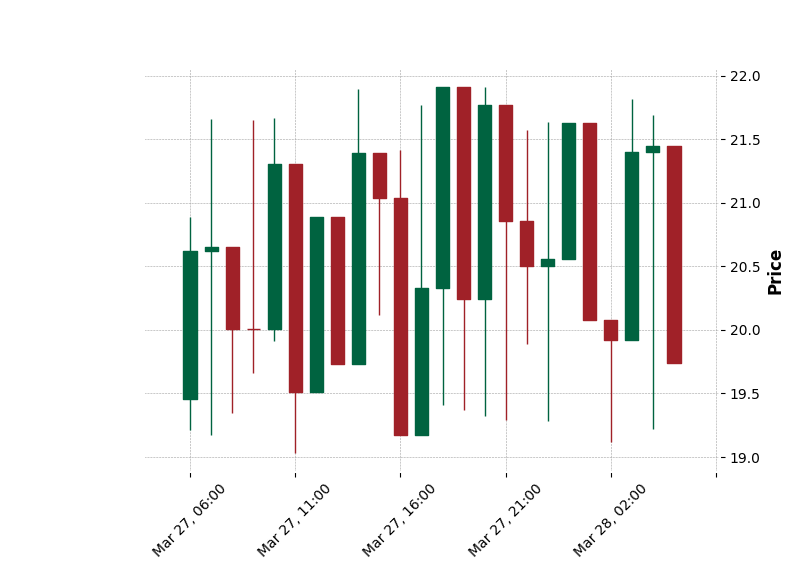 22.0
21.5
21.0
20.5
20.0
19.5
19.0
Price
Mar 27, 06:00
Mar 27, 11:00
Mar 27, 16:00
Mar 27, 21:00
Mar 28, 02:00